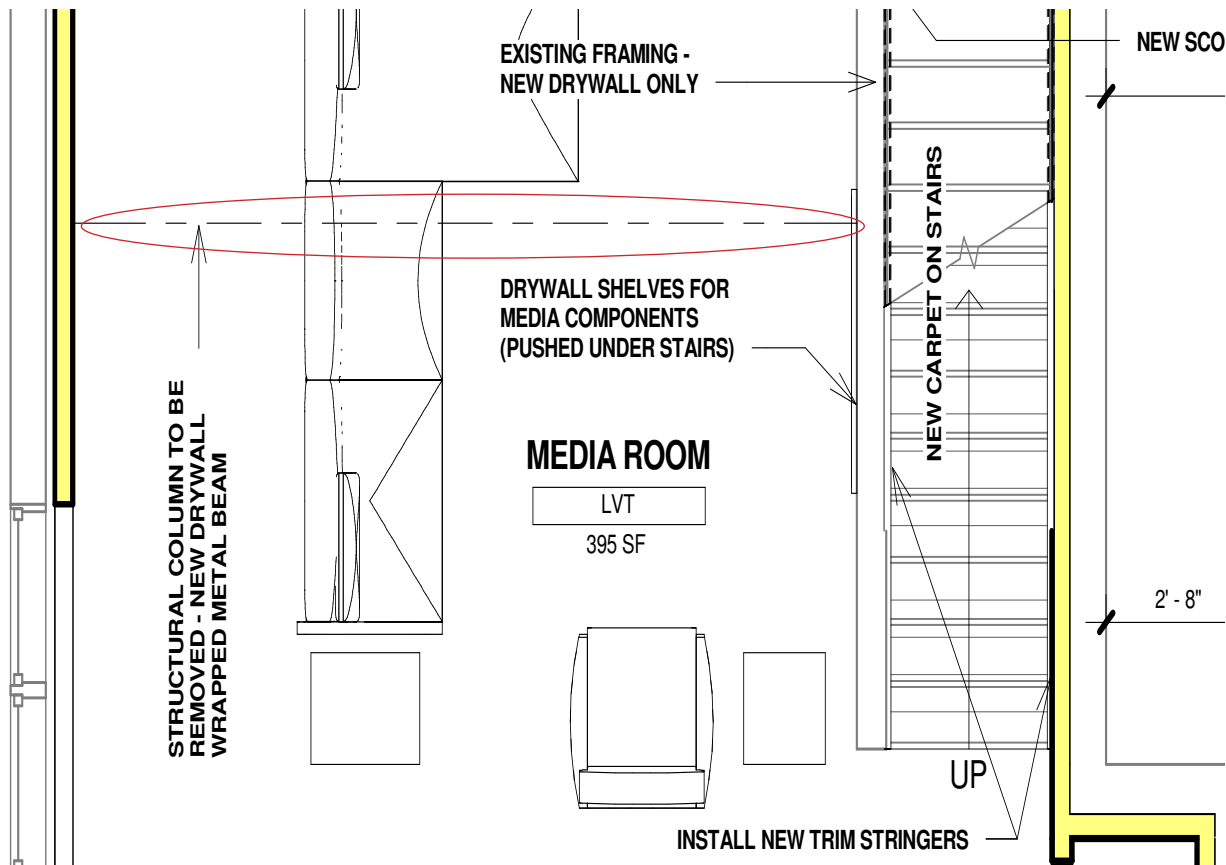 EXISTING FRAMING -
NEW DRYWALL ONLY
NEW SCO
NEW CARPET ON STAIRS
DRYWALL SHELVES FOR
MEDIA COMPONENTS
(PUSHED UNDER STAIRS)
STRUCTURAL COLUMN TO BE
REMOVED - NEW DRYWALL
WRAPPED METAL BEAM
MEDIA ROOM
LVT
395 SF
2' - 8"
UP
INSTALL NEW TRIM STRINGERS